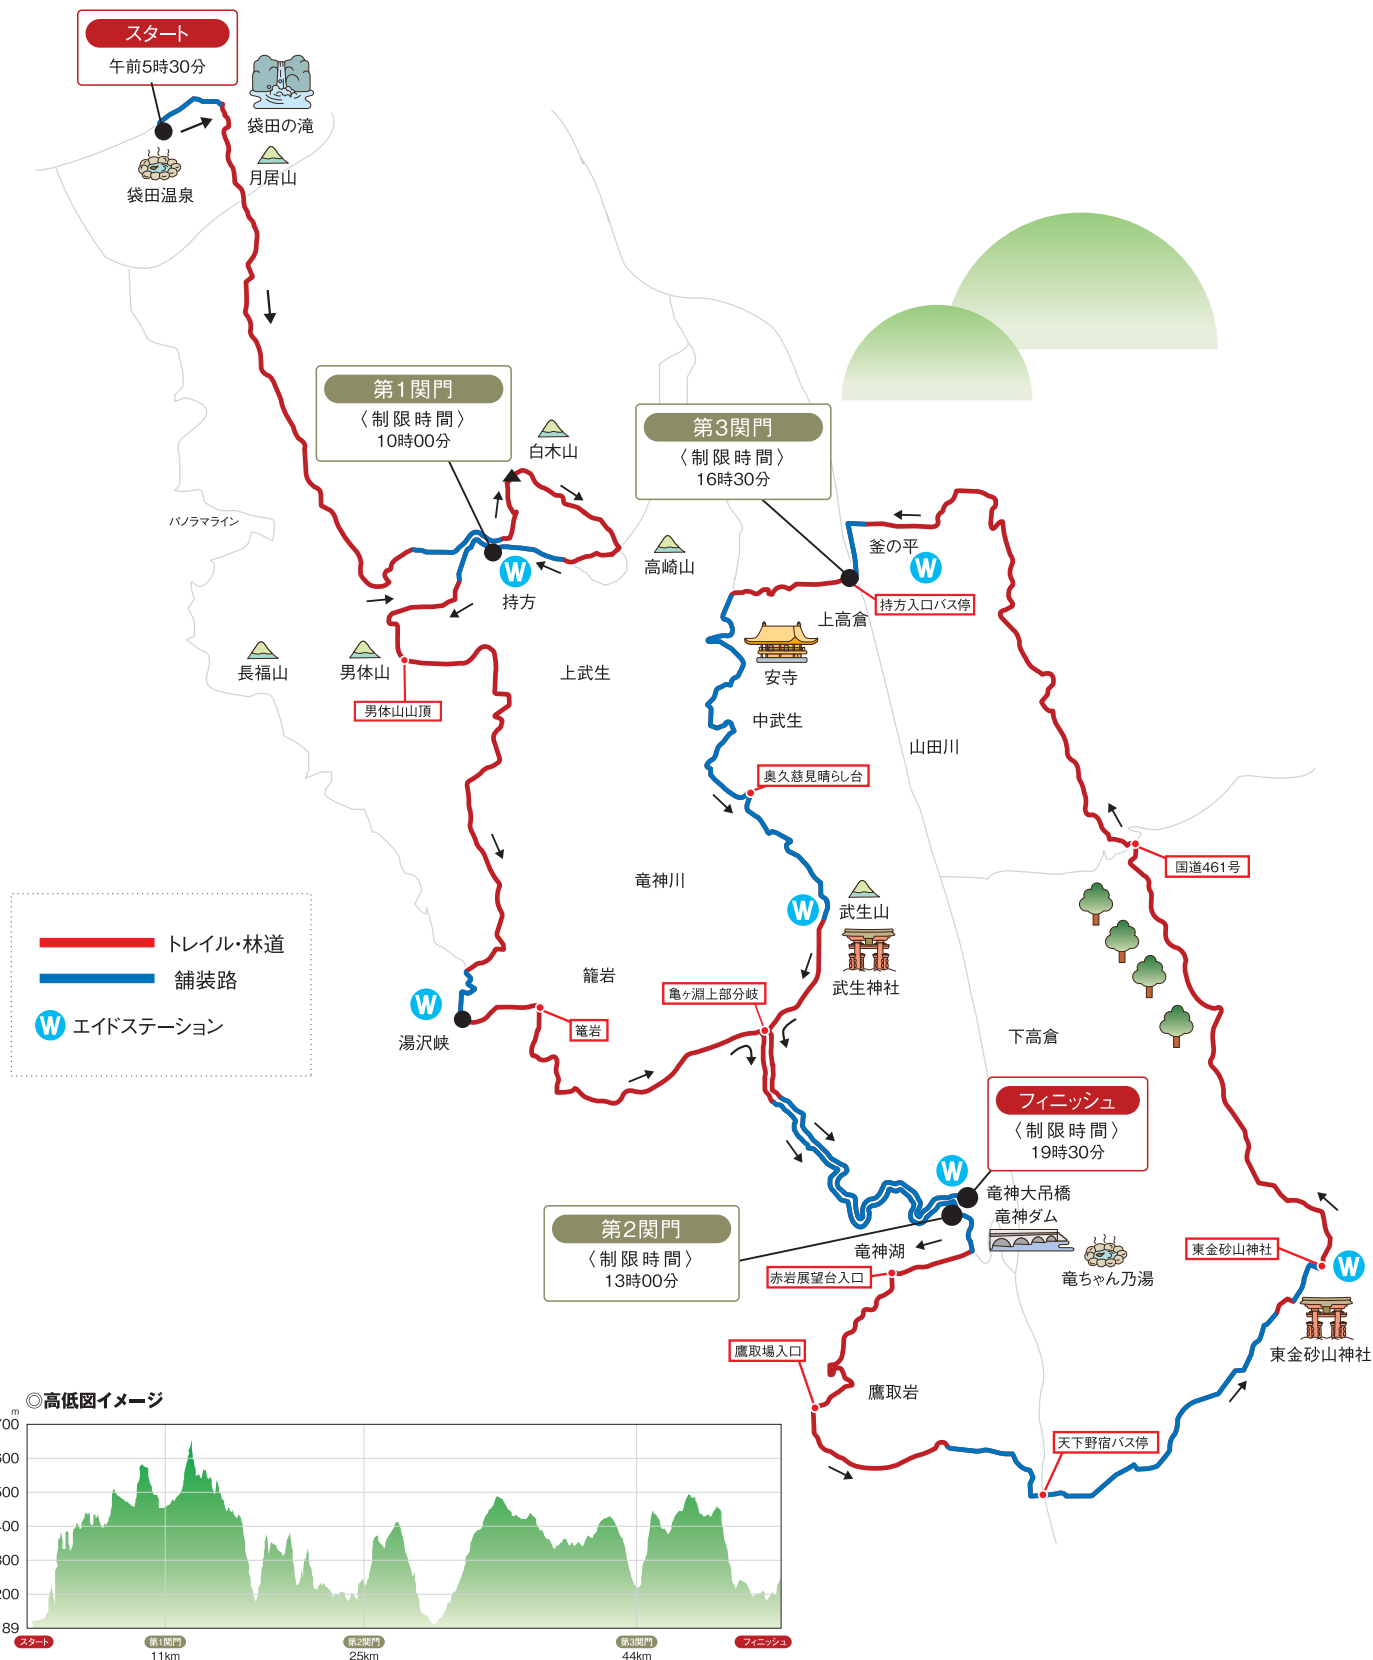 スタート
午前5時30分
袋田の滝
月居山
袋田温泉
第1関門
〈制限時間〉
10時00分
白木山
第3関門
〈制限時間〉
16時30分
パノラマライン
高崎山
釜の平
W
W
持方
持方入口バス停
上高倉
長福山
男体山
上武生
安寺
男体山山頂
中武生
山田川
奥久慈見晴らし台
国道461号
竜神川
W
武生山
トレイル・林道
舗装路
W エイドステーション
籠岩
武生神社
亀ヶ淵上部分岐
W
湯沢峡
篭岩
下高倉
フィニッシュ
〈制限時間〉
19時30分
W
竜神大吊橋
竜神ダム
第2関門
〈制限時間〉
13時00分
竜神湖
竜ちゃん乃湯
赤岩展望台入口
東金砂山神社
W
東金砂山神社
鷹取場入口
鷹取岩
天下野宿バス停
◎高低図イメージ
m
700
600
500
400
300
200
89
スタート
第1関門
第2関門
第3関門
フィニッシュ
11km
25km
44km